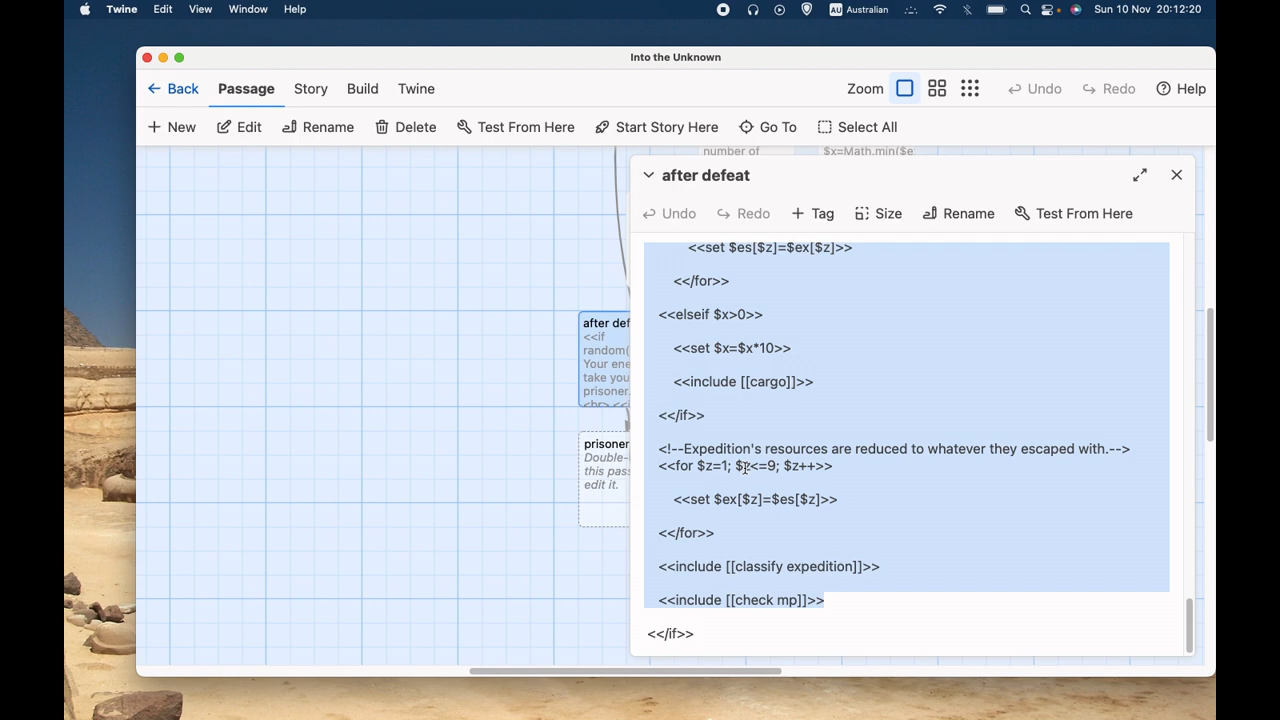 Twine Edit View Window Help
AU Australian Sun 10 Nov 20:12:20
Into the Unknown
Back Passage Story Build Twine Zoom Undo Redo Help
New Edit Rename Delete Test From Here Start Story Here Go To Select All
number of
$x=Math.min($e
after defeat
Undo Redo Tag Size Rename Test From Here
<<set $es[$z]=$ex[$z]>>
<</for>>
<<elseif $x>0>>
<<set $x=$x*10>>
<<include [[cargo]]>>
<</if>>
<!--Expedition's resources are reduced to whatever they escaped with.-->
<<for $z=1; $z<=9; $z++>>
<<set $ex[$z]=$es[$z]>>
<</for>>
<<include [[classify expedition]]>>
<<include [[check mp]]>>
<</if>>
after def
<<if
random(
Your ene
take you
prisoner.
<br> <<i
prisoner
Double-
this pass
edit it.